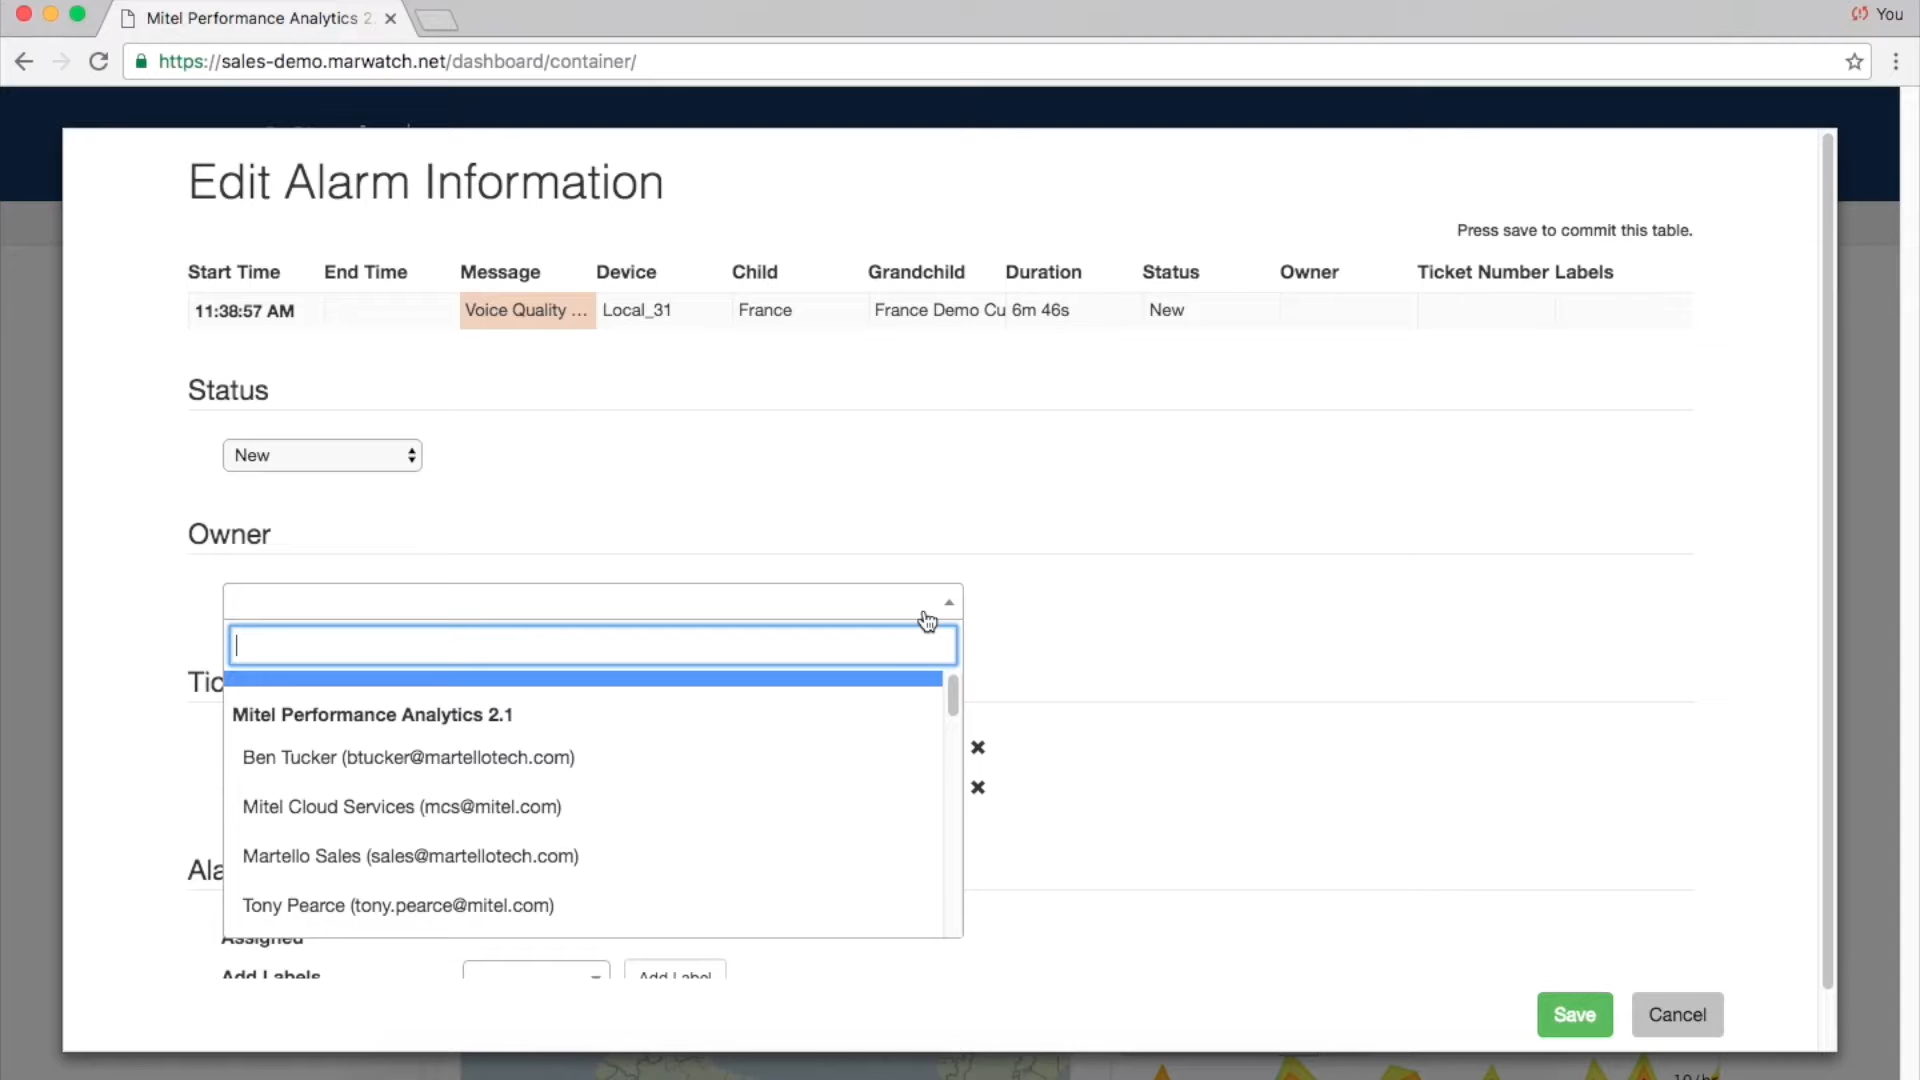 Mitel Performance Analytics 2.
You
https://sales-demo.marwatch.net/dashboard/container/
Edit Alarm Information
Press save to commit this table.
Start Time End Time Message Device Child Grandchild Duration Status Owner Ticket Number Labels
11:38:57 AM Voice Quality ... Local_31 France France Demo Cu 6m 46s New
Status
New
Owner
Tic
Mitel Performance Analytics 2.1
Ben Tucker (btucker@martellotech.com)
Mitel Cloud Services (mcs@mitel.com)
Martello Sales (sales@martellotech.com)
Ala
Tony Pearce (tony.pearce@mitel.com)
Assigned
Add Labels Add Label
Save Cancel
10/hr